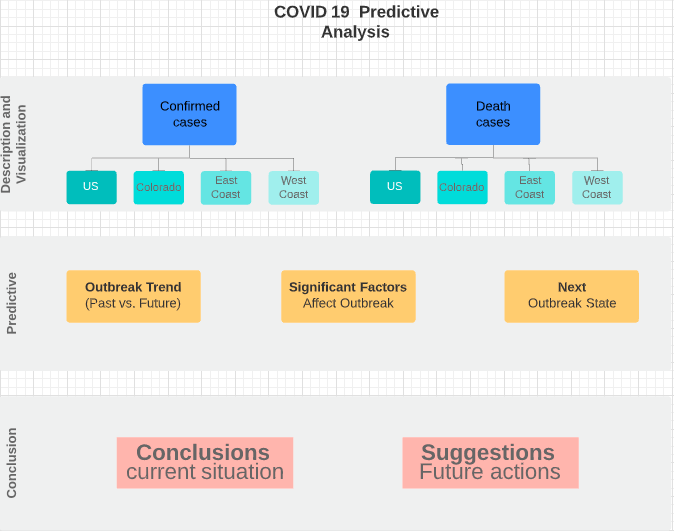 COVID 19 Predictive
Analysis
Description and
Visualization
Confirmed
cases
Death
cases
US
Colorado
East
Coast
West
Coast
US
Colorado
East
Coast
West
Coast
Predictive
Outbreak Trend
(Past vs. Future)
Significant Factors
Affect Outbreak
Next
Outbreak State
Conclusion
Conclusions
current situation
Suggestions
Future actions